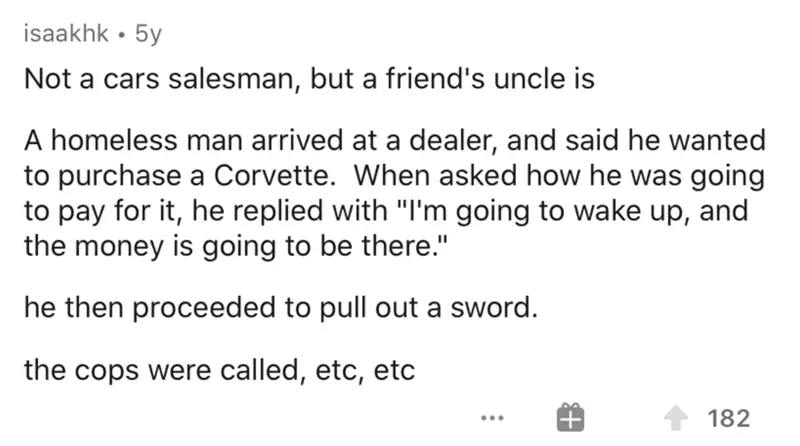 isaakhk • 5y
Not a cars salesman, but a friend's uncle is
A homeless man arrived at a dealer, and said he wanted
to purchase a Corvette.  When asked how he was going
to pay for it, he replied with "I'm going to wake up, and
the money is going to be there."
he then proceeded to pull out a sword.
the cops were called, etc, etc
182